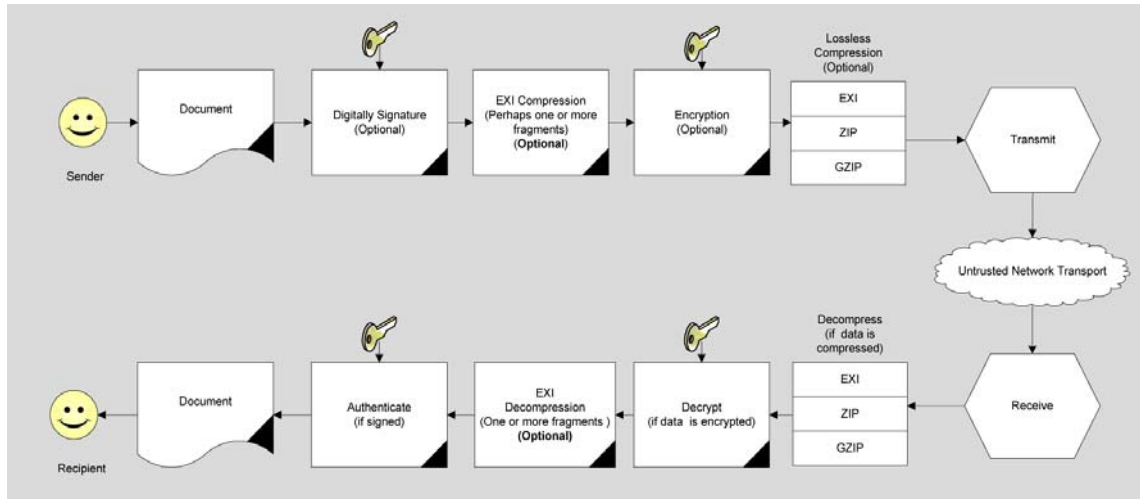 Sender
Document
Digitally Signature
(Optional)
EXI Compression
(Perhaps one or more
fragments)
(Optional)
Encryption
(Optional)
Lossless
Compression
(Optional)
EXI
ZIP
GZIP
Transmit
Untrusted Network Transport
Recipient
Document
Authenticate
(if signed)
EXI
Decompression
(One or more fragments )
(Optional)
Decrypt
(if data is encrypted)
Decompress
(if data is
compressed)
EXI
ZIP
GZIP
Receive